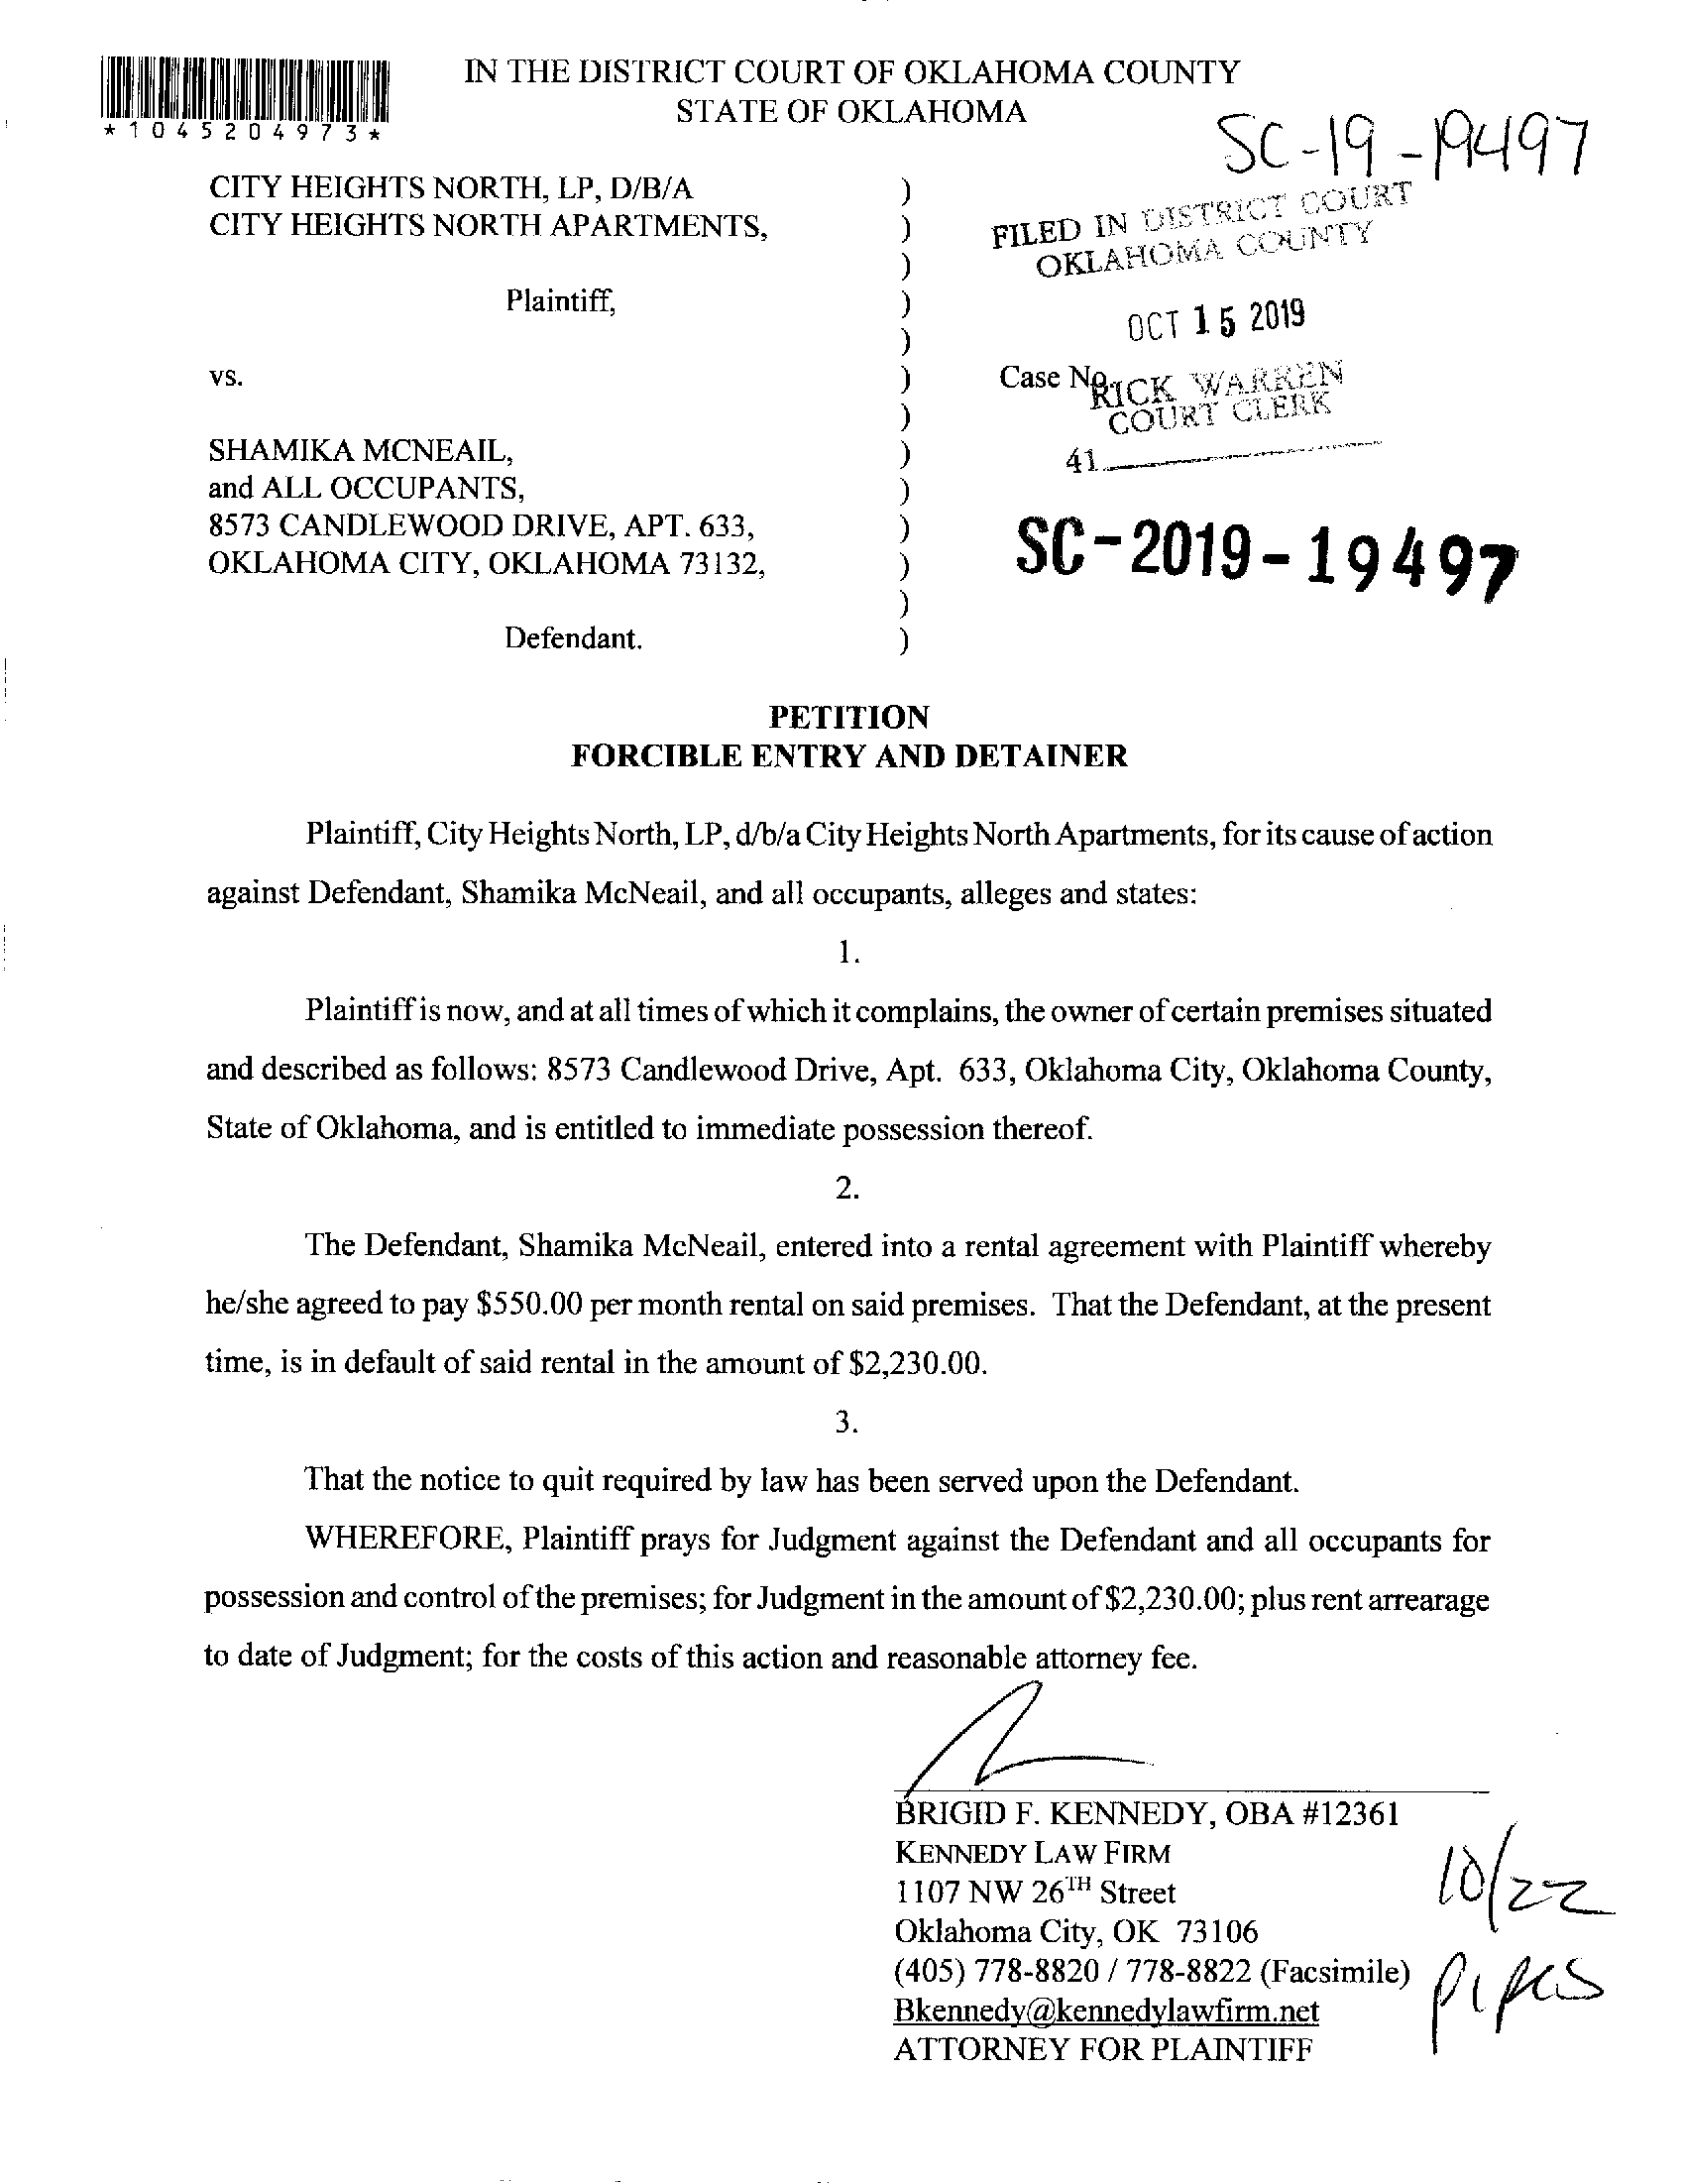 IN THE DISTRICT COURT OF OKLAHOMA COUNTY
STATE OF OKLAHOMA
*1045204973*
SC-19-19497
CITY HEIGHTS NORTH, LP, D/B/A )
CITY HEIGHTS NORTH APARTMENTS, )
)
Plaintiff, )
)
vs. )
)
SHAMIKA MCNEAIL, )
and ALL OCCUPANTS, )
8573 CANDLEWOOD DRIVE, APT. 633, )
OKLAHOMA CITY, OKLAHOMA 73132, )
)
Defendant. )
FILED IN DISTRICT COURT
OKLAHOMA COUNTY
OCT 15 2019
Case No.
RICK WARREN
COURT CLERK
41
SC-2019-19497
PETITION
FORCIBLE ENTRY AND DETAINER
Plaintiff, City Heights North, LP, d/b/a City Heights North Apartments, for its cause of action
against Defendant, Shamika McNeail, and all occupants, alleges and states:
1.
Plaintiff is now, and at all times of which it complains, the owner of certain premises situated
and described as follows: 8573 Candlewood Drive, Apt. 633, Oklahoma City, Oklahoma County,
State of Oklahoma, and is entitled to immediate possession thereof.
2.
The Defendant, Shamika McNeail, entered into a rental agreement with Plaintiff whereby
he/she agreed to pay $550.00 per month rental on said premises. That the Defendant, at the present
time, is in default of said rental in the amount of $2,230.00.
3.
That the notice to quit required by law has been served upon the Defendant.
WHEREFORE, Plaintiff prays for Judgment against the Defendant and all occupants for
possession and control of the premises; for Judgment in the amount of $2,230.00; plus rent arrearage
to date of Judgment; for the costs of this action and reasonable attorney fee.
BRIGID F. KENNEDY, OBA #12361
KENNEDY LAW FIRM
1107 NW 26TH Street
Oklahoma City, OK 73106
(405) 778-8820 / 778-8822 (Facsimile)
Bkennedy@kennedylawfirm.net
ATTORNEY FOR PLAINTIFF
10/22